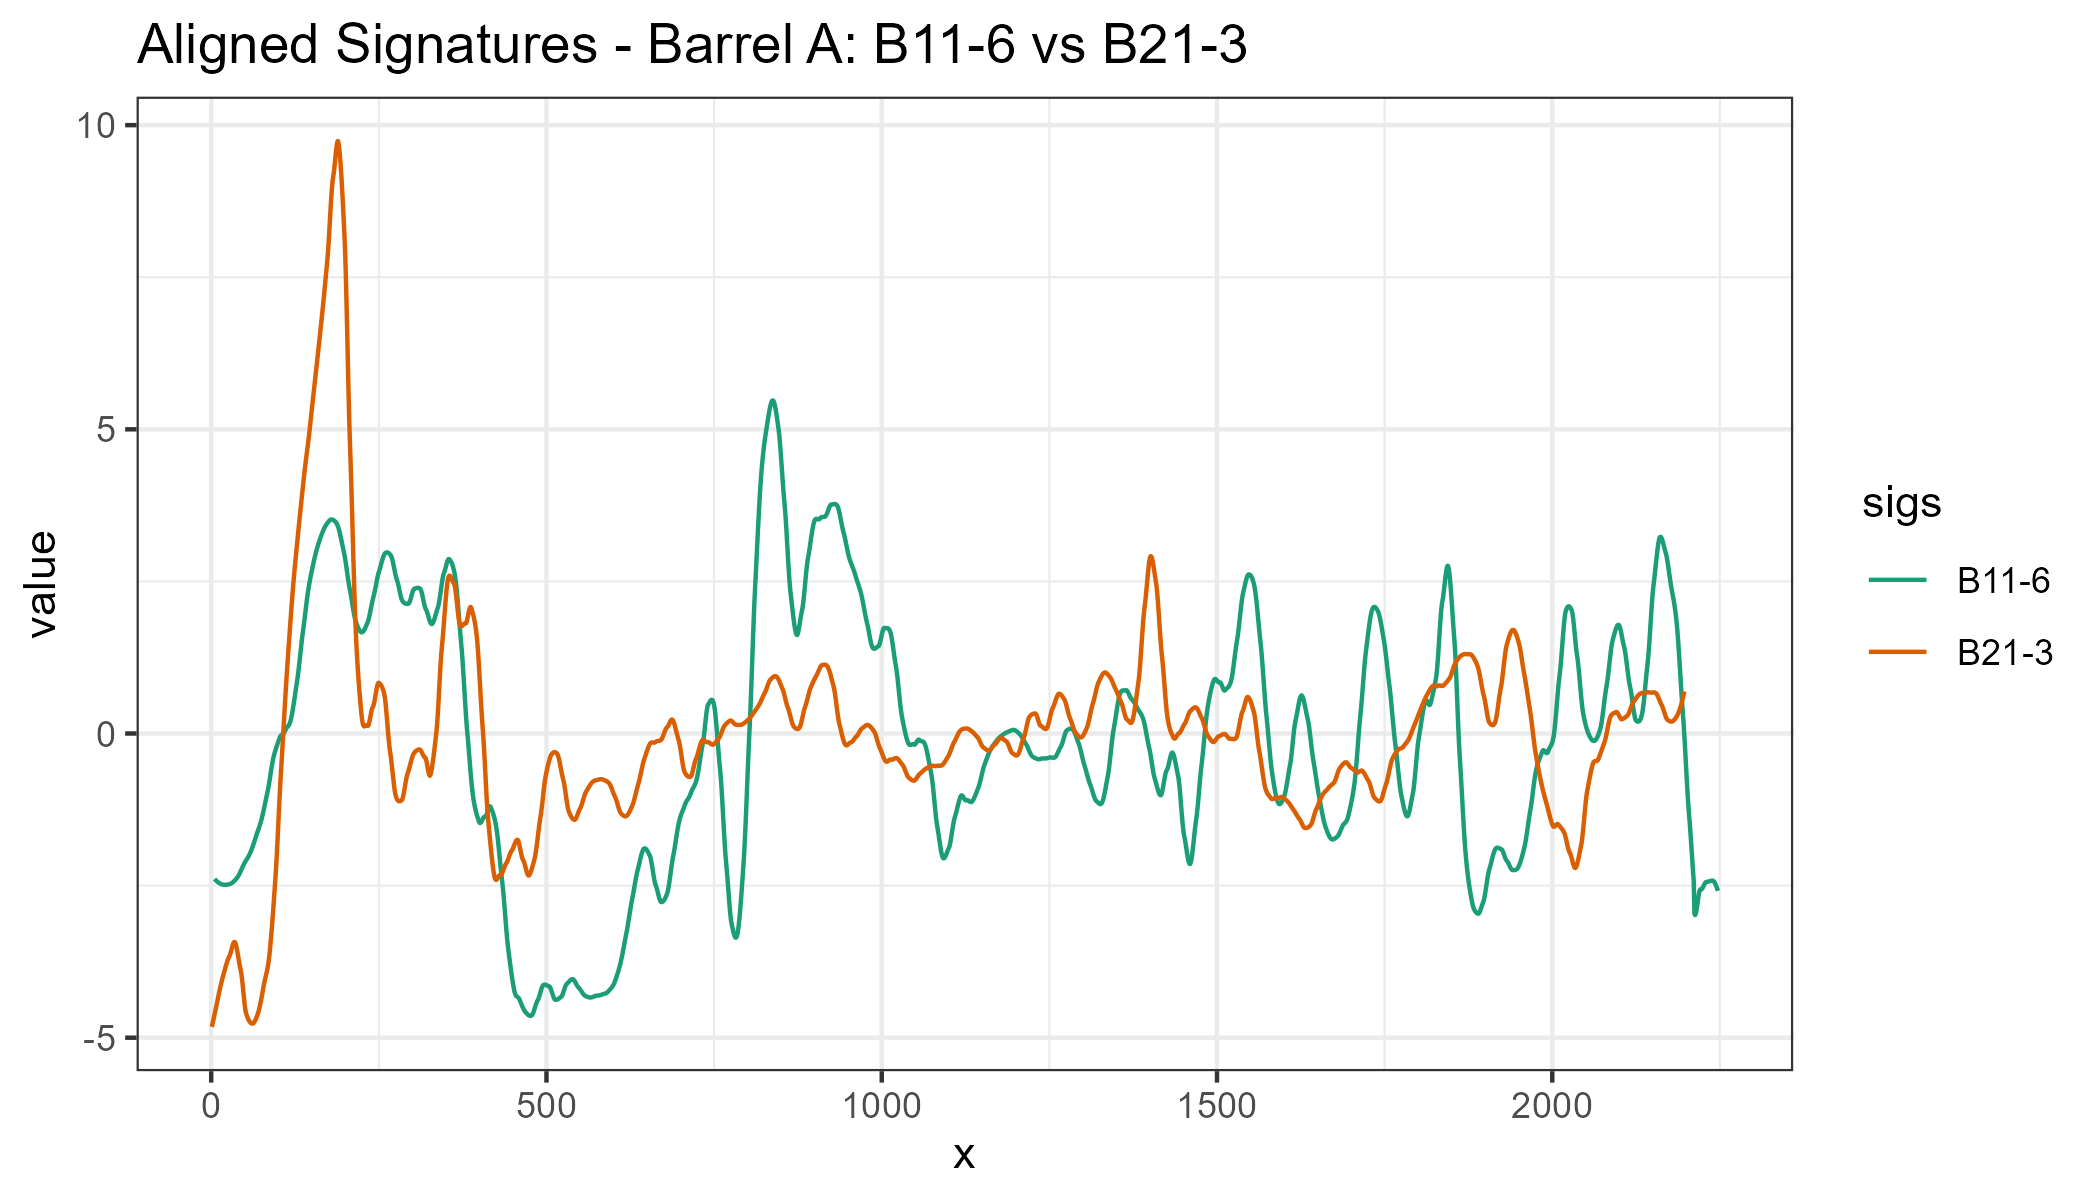 Aligned Signatures - Barrel A: B11-6 vs B21-3
10
5
0
-5
value
0 500 1000 1500 2000
x
sigs
B11-6
B21-3